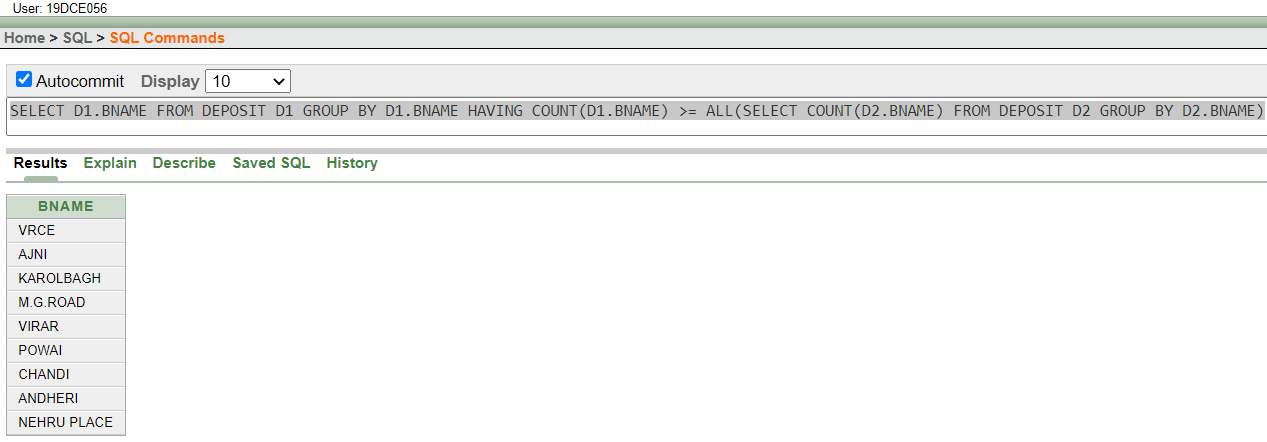 User: 19DCE056
Home > SQL > SQL Commands
Autocommit Display 10
SELECT D1.BNAME FROM DEPOSIT D1 GROUP BY D1.BNAME HAVING COUNT(D1.BNAME) >= ALL(SELECT COUNT(D2.BNAME) FROM DEPOSIT D2 GROUP BY D2.BNAME)
Results Explain Describe Saved SQL History
BNAME
VRCE
AJNI
KAROLBAGH
M.G.ROAD
VIRAR
POWAI
CHANDI
ANDHERI
NEHRU PLACE